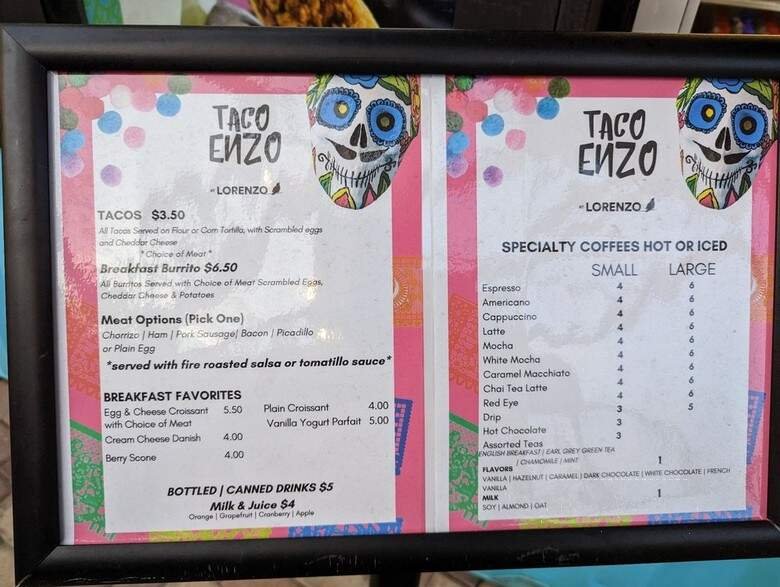 TACO
ENZO
BY LORENZO
TACOS $3.50
All Tacos Served on Flour or Corn Tortilla, with Scrambled eggs
and Cheddar Cheese
*Choice of Meat*
Breakfast Burrito $6.50
All Burritos Served with Choice of Meat Scrambled Eggs,
Cheddar Cheese & Potatoes
Meat Options (Pick One)
Chorrizo | Ham | Pork Sausage| Bacon | Picadillo
or Plain Egg
*served with fire roasted salsa or tomatillo sauce*
BREAKFAST FAVORITES
Egg & Cheese Croissant 5.50
with Choice of Meat
Cream Cheese Danish 4.00
Berry Scone 4.00
Plain Croissant 4.00
Vanilla Yogurt Parfait 5.00
BOTTLED | CANNED DRINKS $5
Milk & Juice $4
Orange | Grapefruit | Cranberry | Apple
TACO
ENZO
BY LORENZO
SPECIALTY COFFEES HOT OR ICED
SMALL LARGE
Espresso 4 6
Americano 4 6
Cappuccino 4 6
Latte 4 6
Mocha 4 6
White Mocha 4 6
Caramel Macchiato 4 6
Chai Tea Latte 4 6
Red Eye 4 6
Drip 3 5
Hot Chocolate 3
Assorted Teas 3
ENGLISH BREAKFAST | EARL GREY GREEN TEA
| CHAMOMILE | MINT
FLAVORS 1
VANILLA | HAZELNUT | CARAMEL | DARK CHOCOLATE | WHITE CHOCOLATE | FRENCH
VANILLA
MILK 1
SOY | ALMOND | OAT